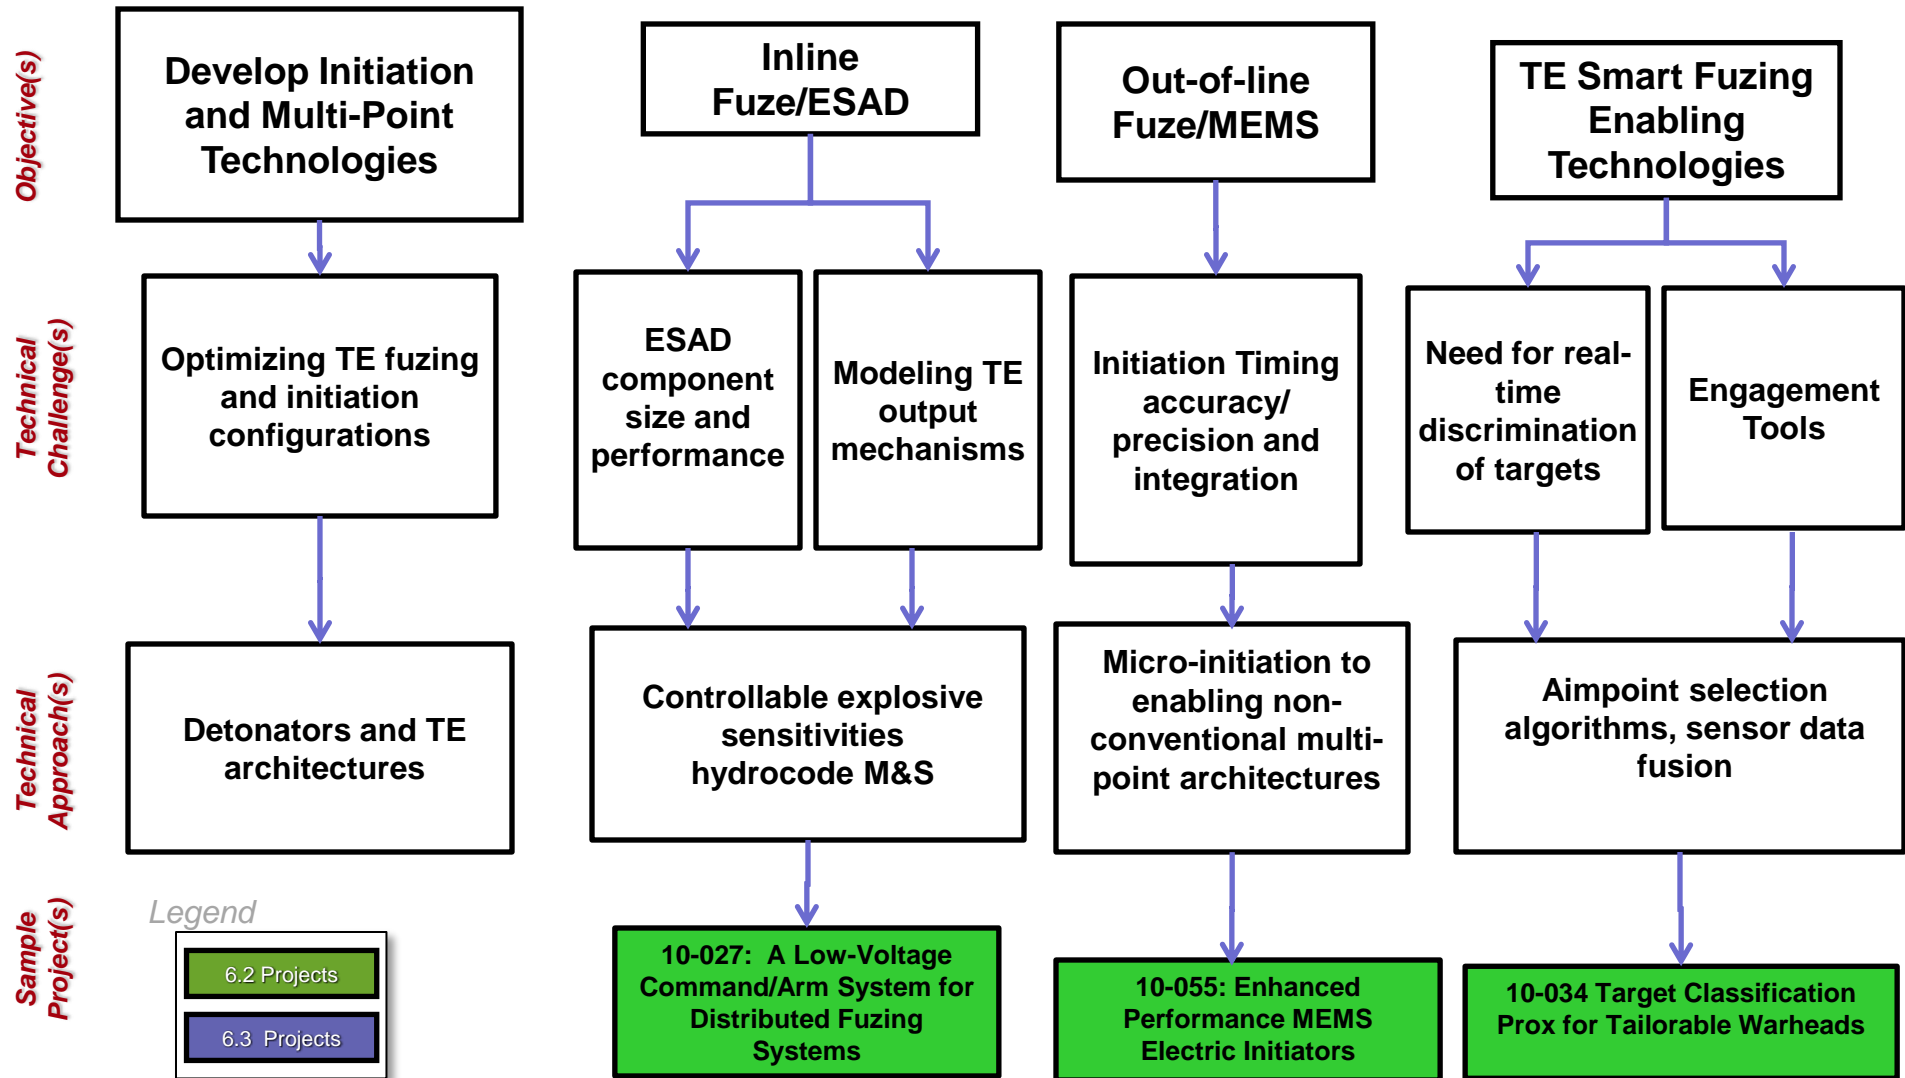 Objective(s)
Develop Initiation
and Multi-Point
Technologies
Inline
Fuze/ESAD
Out-of-line
Fuze/MEMS
TE Smart Fuzing
Enabling
Technologies
Technical
Challenge(s)
Optimizing TE fuzing
and initiation
configurations
ESAD
component
size and
performance
Modeling TE
output
mechanisms
Initiation Timing
accuracy/
precision and
integration
Need for real-
time
discrimination
of targets
Engagement
Tools
Technical
Approach(s)
Detonators and TE
architectures
Controllable explosive
sensitivities
hydrocode M&S
Micro-initiation to
enabling non-
conventional multi-
point architectures
Aimpoint selection
algorithms, sensor data
fusion
Sample
Project(s)
Legend
6.2 Projects
6.3 Projects
10-027: A Low-Voltage
Command/Arm System for
Distributed Fuzing
Systems
10-055: Enhanced
Performance MEMS
Electric Initiators
10-034 Target Classification
Prox for Tailorable Warheads